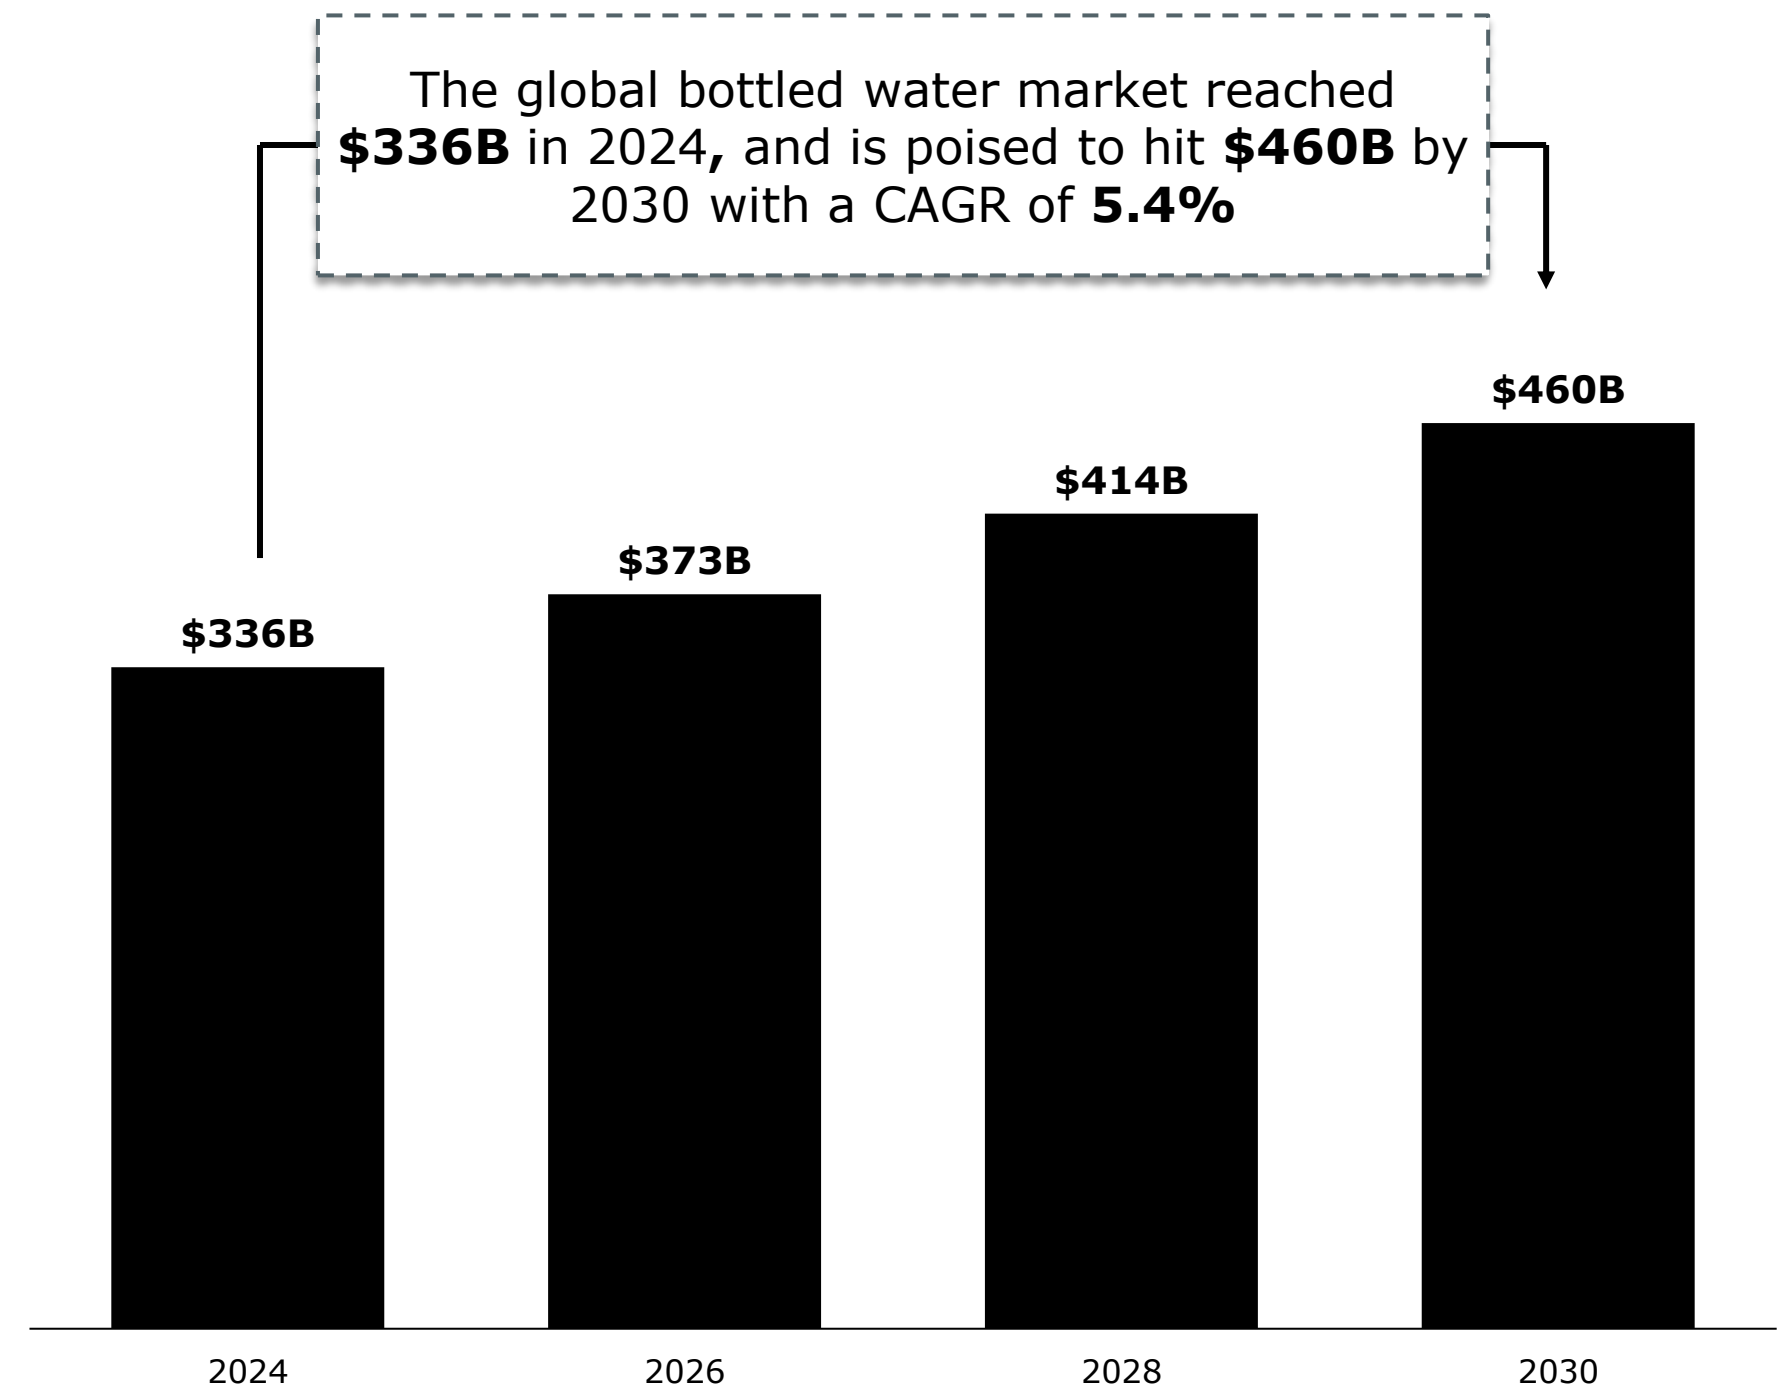 The global bottled water market reached
$336B in 2024, and is poised to hit $460B by
2030 with a CAGR of 5.4%
$460B
$414B
$373B
$336B
2024
2026
2028
2030